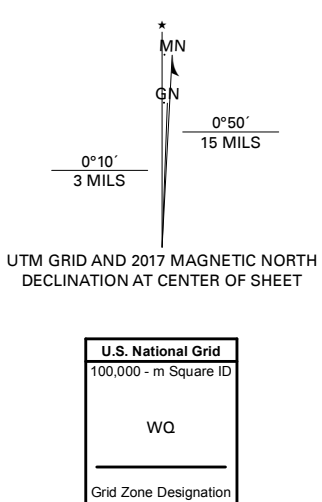 ★
MN
GN
0°50´
15 MILS
0°10´
3 MILS
UTM GRID AND 2017 MAGNETIC NORTH
DECLINATION AT CENTER OF SHEET
U.S. National Grid
100,000 - m Square ID
WQ
Grid Zone Designation